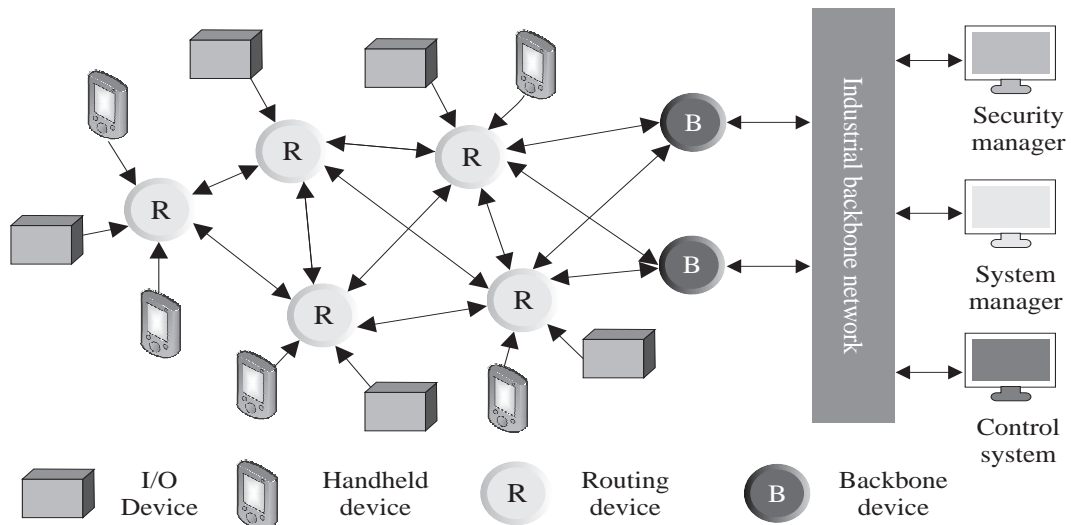 R
R
R
R
R
B
B
Industrial backbone network
Security
manager
System
manager
Control
system
I/O
Device
Handheld
device
R
Routing
device
B
Backbone
device